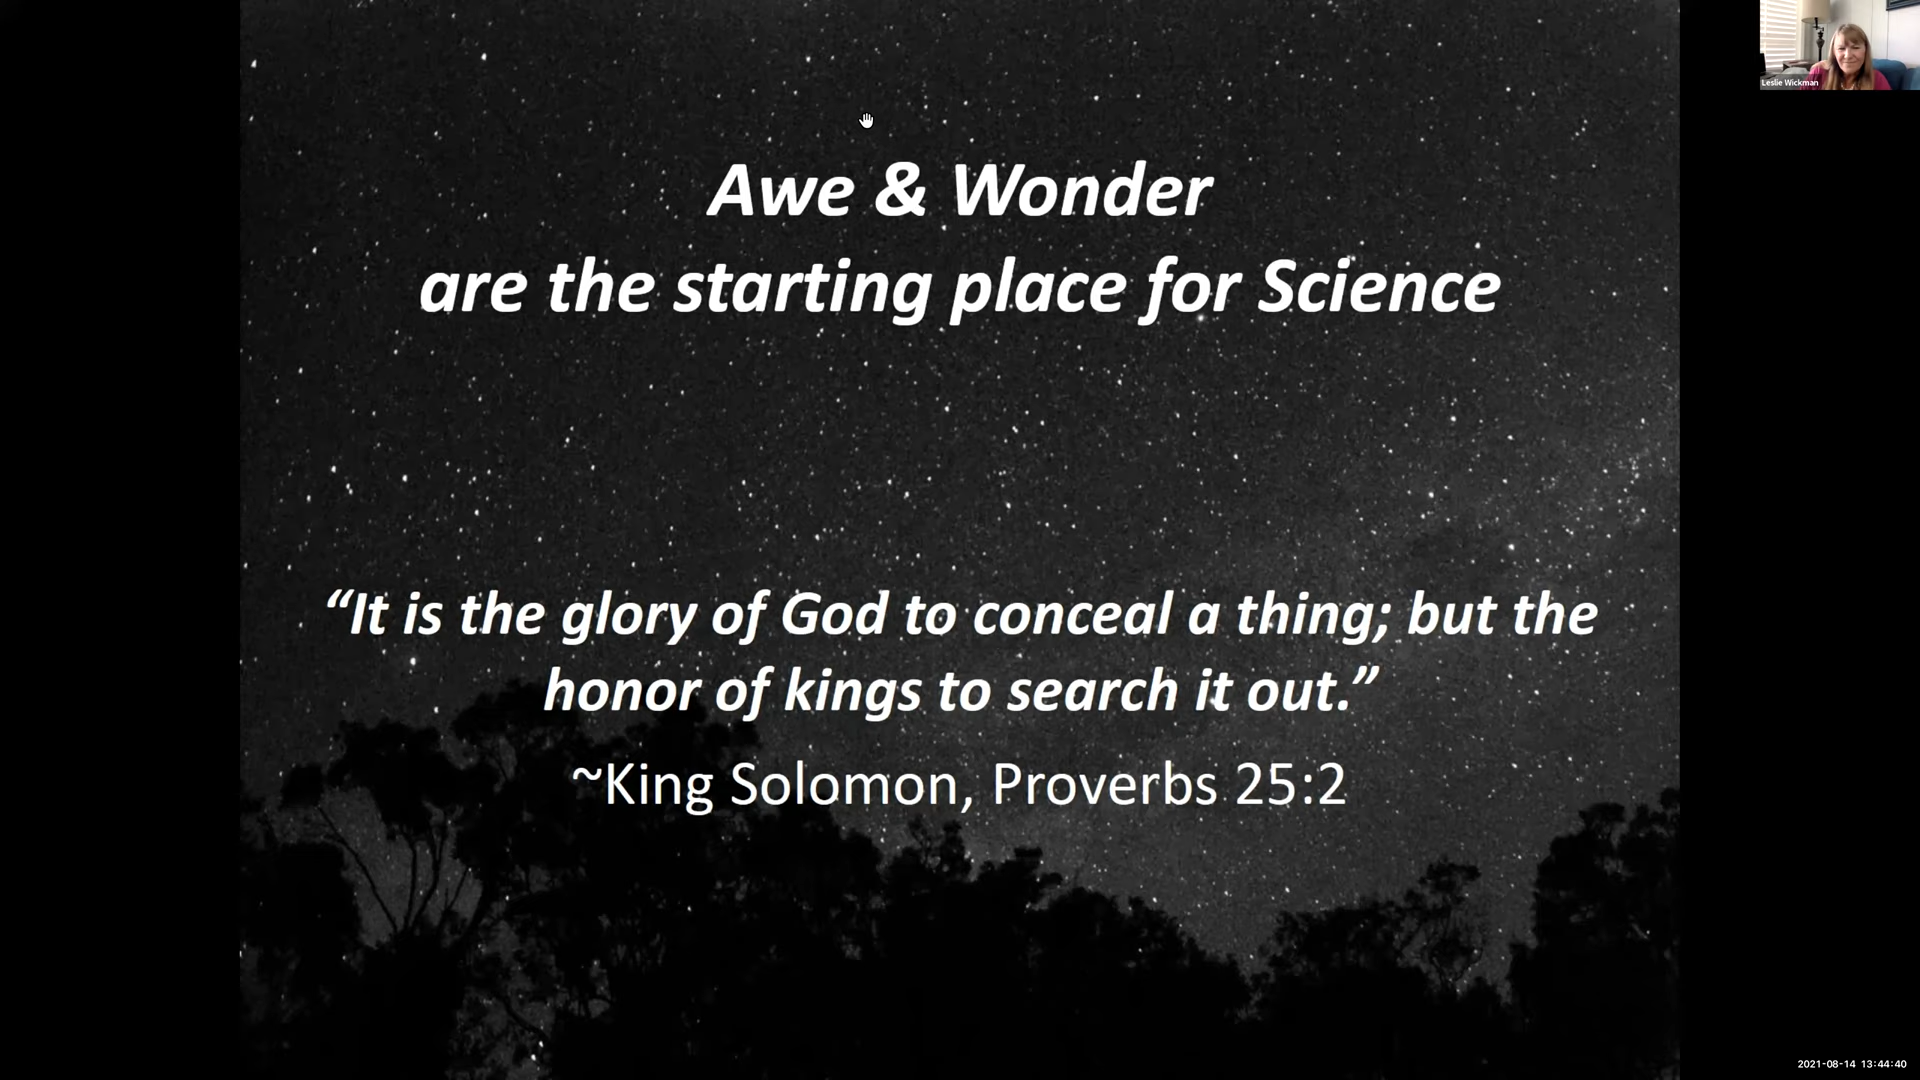 Leslie Wickman
Awe & Wonder
are the starting place for Science
“It is the glory of God to conceal a thing; but the
honor of kings to search it out.”
~King Solomon, Proverbs 25:2
2021-08-14 13:44:40